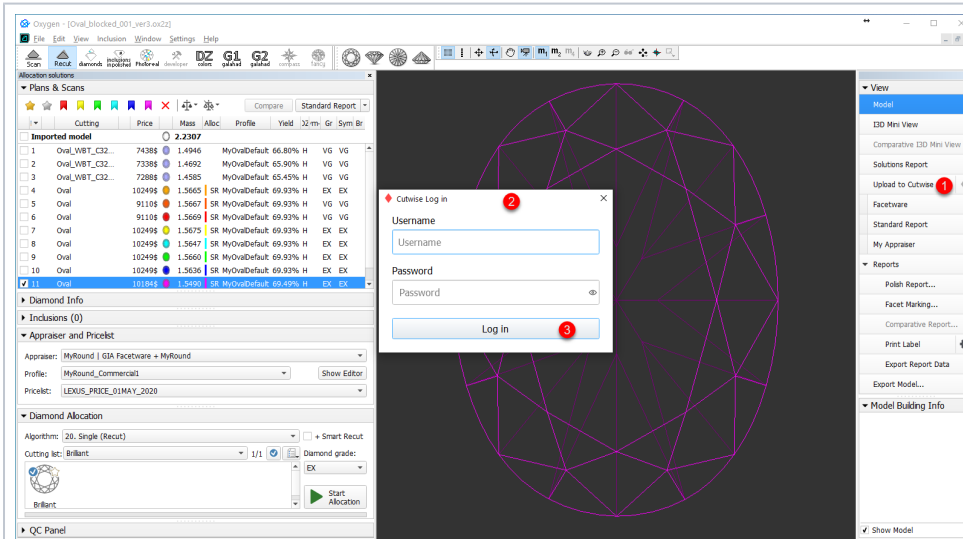 Oxygen - [Oval_blocked_001_ver3.ox2z]
File Edit View Inclusion Window Settings Help
Scan Recut diamonds inclusions inpolished Photoreal developer DZ colors G1 galahad G2 galahad compass fancy
m1 m2 m
Allocation solutions
Plans & Scans
Compare Standard Report
Cutting Price Mass Alloc Profile Yield Gr Sym Br
Imported model 2.2307
1 Oval_WBT_C32... 7438$ 1.4946 MyOvalDefault 66.80% H VG VG
2 Oval_WBT_C32... 7338$ 1.4692 MyOvalDefault 65.90% H VG VG
3 Oval_WBT_C32... 7288$ 1.4585 MyOvalDefault 65.45% H VG VG
4 Oval 10249$ 1.5665 SR MyOvalDefault 69.93% H EX EX
5 Oval 9110$ 1.5667 SR MyOvalDefault 69.93% H VG VG
6 Oval 9110$ 1.5669 SR MyOvalDefault 69.93% H VG VG
7 Oval 10249$ 1.5675 SR MyOvalDefault 69.93% H EX EX
8 Oval 10249$ 1.5647 SR MyOvalDefault 69.93% H EX EX
9 Oval 10249$ 1.5660 SR MyOvalDefault 69.93% H EX EX
10 Oval 10249$ 1.5636 SR MyOvalDefault 69.93% H EX EX
11 Oval 10184$ 1.5490 SR MyOvalDefault 69.49% H EX EX
Diamond Info
Inclusions (0)
Appraiser and Pricelist
Appraiser: MyRound | GIA Facetware + MyRound
Profile: MyRound_Commercial1 Show Editor
Pricelist: LEXUS_PRICE_01MAY_2020
Diamond Allocation
Algorithm: 20. Single (Recut) + Smart Recut
Cutting list: Brilliant 1/1 Diamond grade:
EX
Brilliant
Start
Allocation
QC Panel
Cutwise Log in 2
Username
Username
Password
Password
Log in 3
View
Model
I3D Mini View
Comparative I3D Mini View
Solutions Report
Upload to Cutwise 1
Facetware
Standard Report
My Appraiser
Reports
Polish Report...
Facet Marking...
Comparative Report...
Print Label
Export Report Data
Export Model...
Model Building Info
Show Model